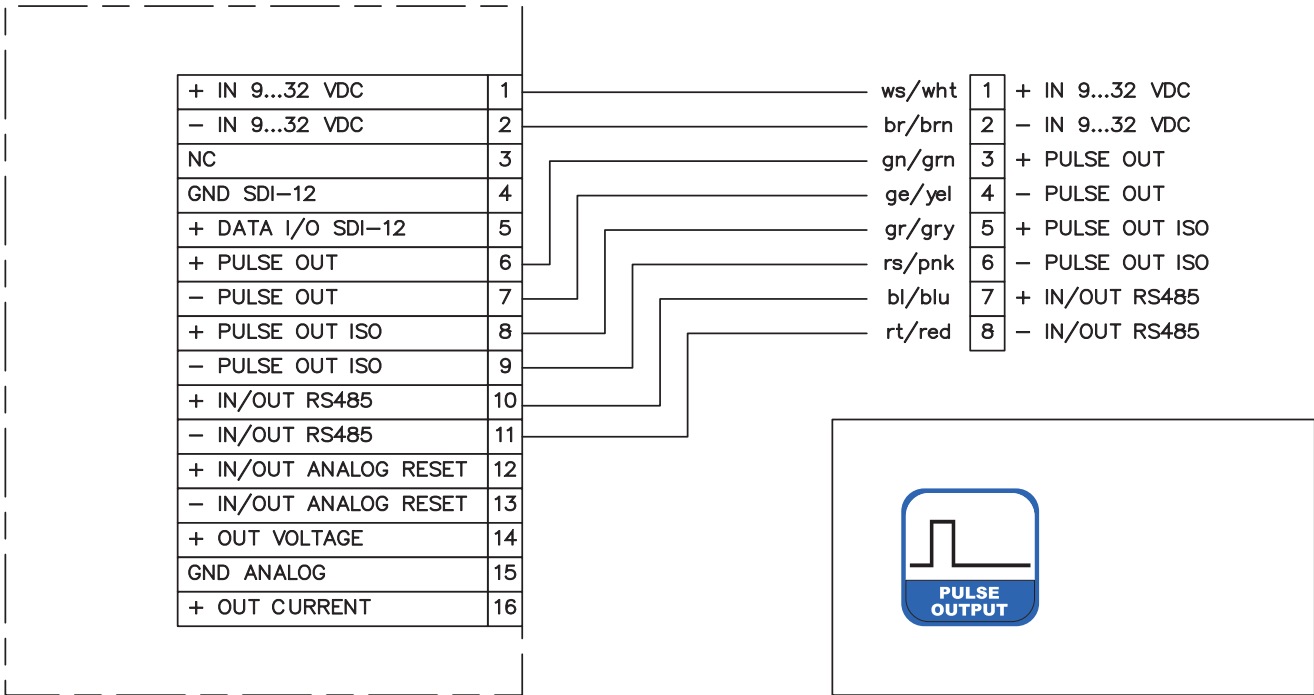 + IN 9...32 VDC 1 ws/wht 1 + IN 9...32 VDC
− IN 9...32 VDC 2 br/brn 2 − IN 9...32 VDC
NC 3 gn/grn 3 + PULSE OUT
GND SDI−12 4 ge/yel 4 − PULSE OUT
+ DATA I/O SDI−12 5 gr/gry 5 + PULSE OUT ISO
+ PULSE OUT 6 rs/pnk 6 − PULSE OUT ISO
− PULSE OUT 7 bl/blu 7 + IN/OUT RS485
+ PULSE OUT ISO 8 rt/red 8 − IN/OUT RS485
− PULSE OUT ISO 9
+ IN/OUT RS485 10
− IN/OUT RS485 11
+ IN/OUT ANALOG RESET 12
− IN/OUT ANALOG RESET 13
+ OUT VOLTAGE 14
GND ANALOG 15
+ OUT CURRENT 16
PULSE
OUTPUT